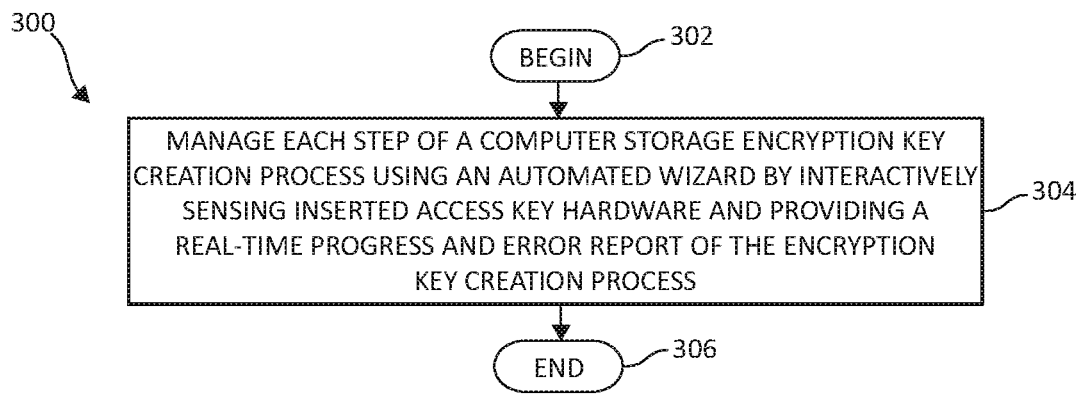 300
BEGIN
302
MANAGE EACH STEP OF A COMPUTER STORAGE ENCRYPTION KEY
CREATION PROCESS USING AN AUTOMATED WIZARD BY INTERACTIVELY
SENSING INSERTED ACCESS KEY HARDWARE AND PROVIDING A
REAL-TIME PROGRESS AND ERROR REPORT OF THE ENCRYPTION
KEY CREATION PROCESS
304
END
306